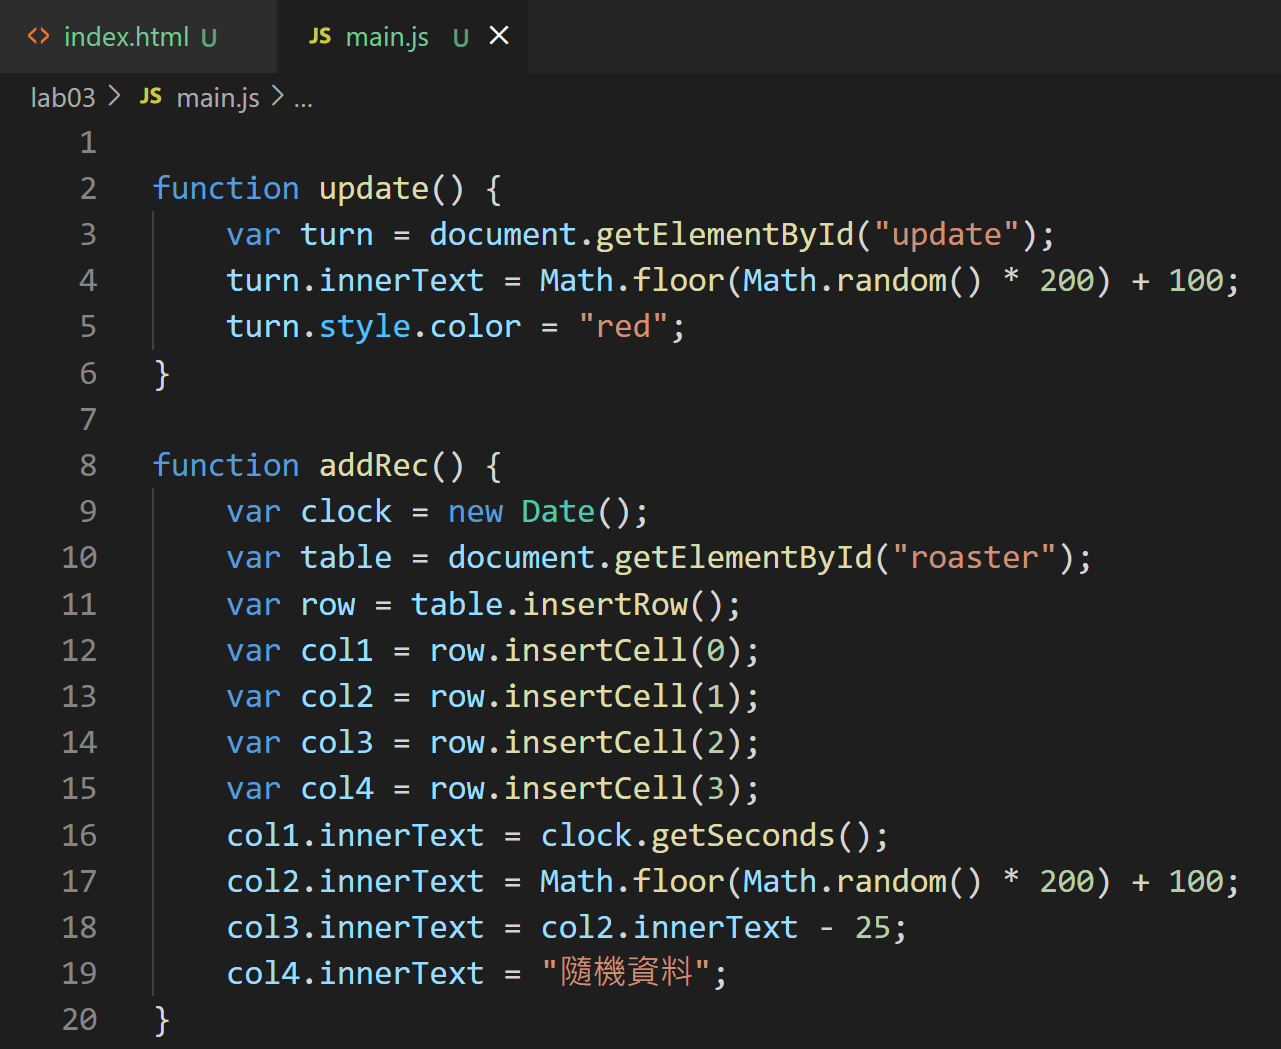 index.html U JS main.js U
lab03 > JS main.js > ...
1
2 function update() {
3     var turn = document.getElementById("update");
4     turn.innerText = Math.floor(Math.random() * 200) + 100;
5     turn.style.color = "red";
6 }
7
8 function addRec() {
9     var clock = new Date();
10     var table = document.getElementById("roaster");
11     var row = table.insertRow();
12     var col1 = row.insertCell(0);
13     var col2 = row.insertCell(1);
14     var col3 = row.insertCell(2);
15     var col4 = row.insertCell(3);
16     col1.innerText = clock.getSeconds();
17     col2.innerText = Math.floor(Math.random() * 200) + 100;
18     col3.innerText = col2.innerText - 25;
19     col4.innerText = "隨機資料";
20 }